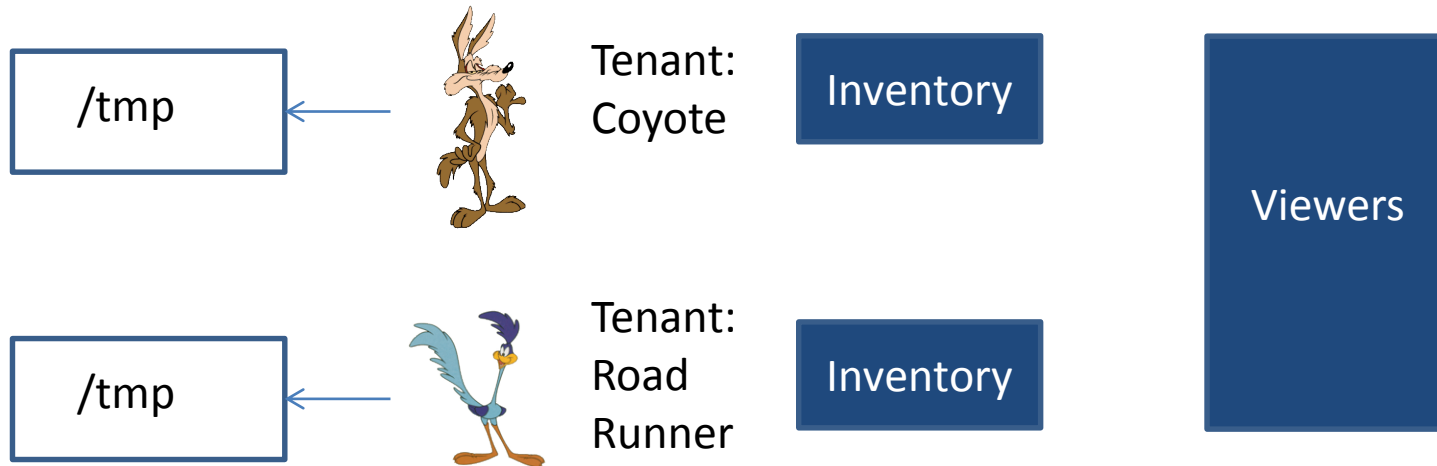 /tmp
Tenant:
Coyote
Inventory
Viewers
/tmp
Tenant:
Road
Runner
Inventory